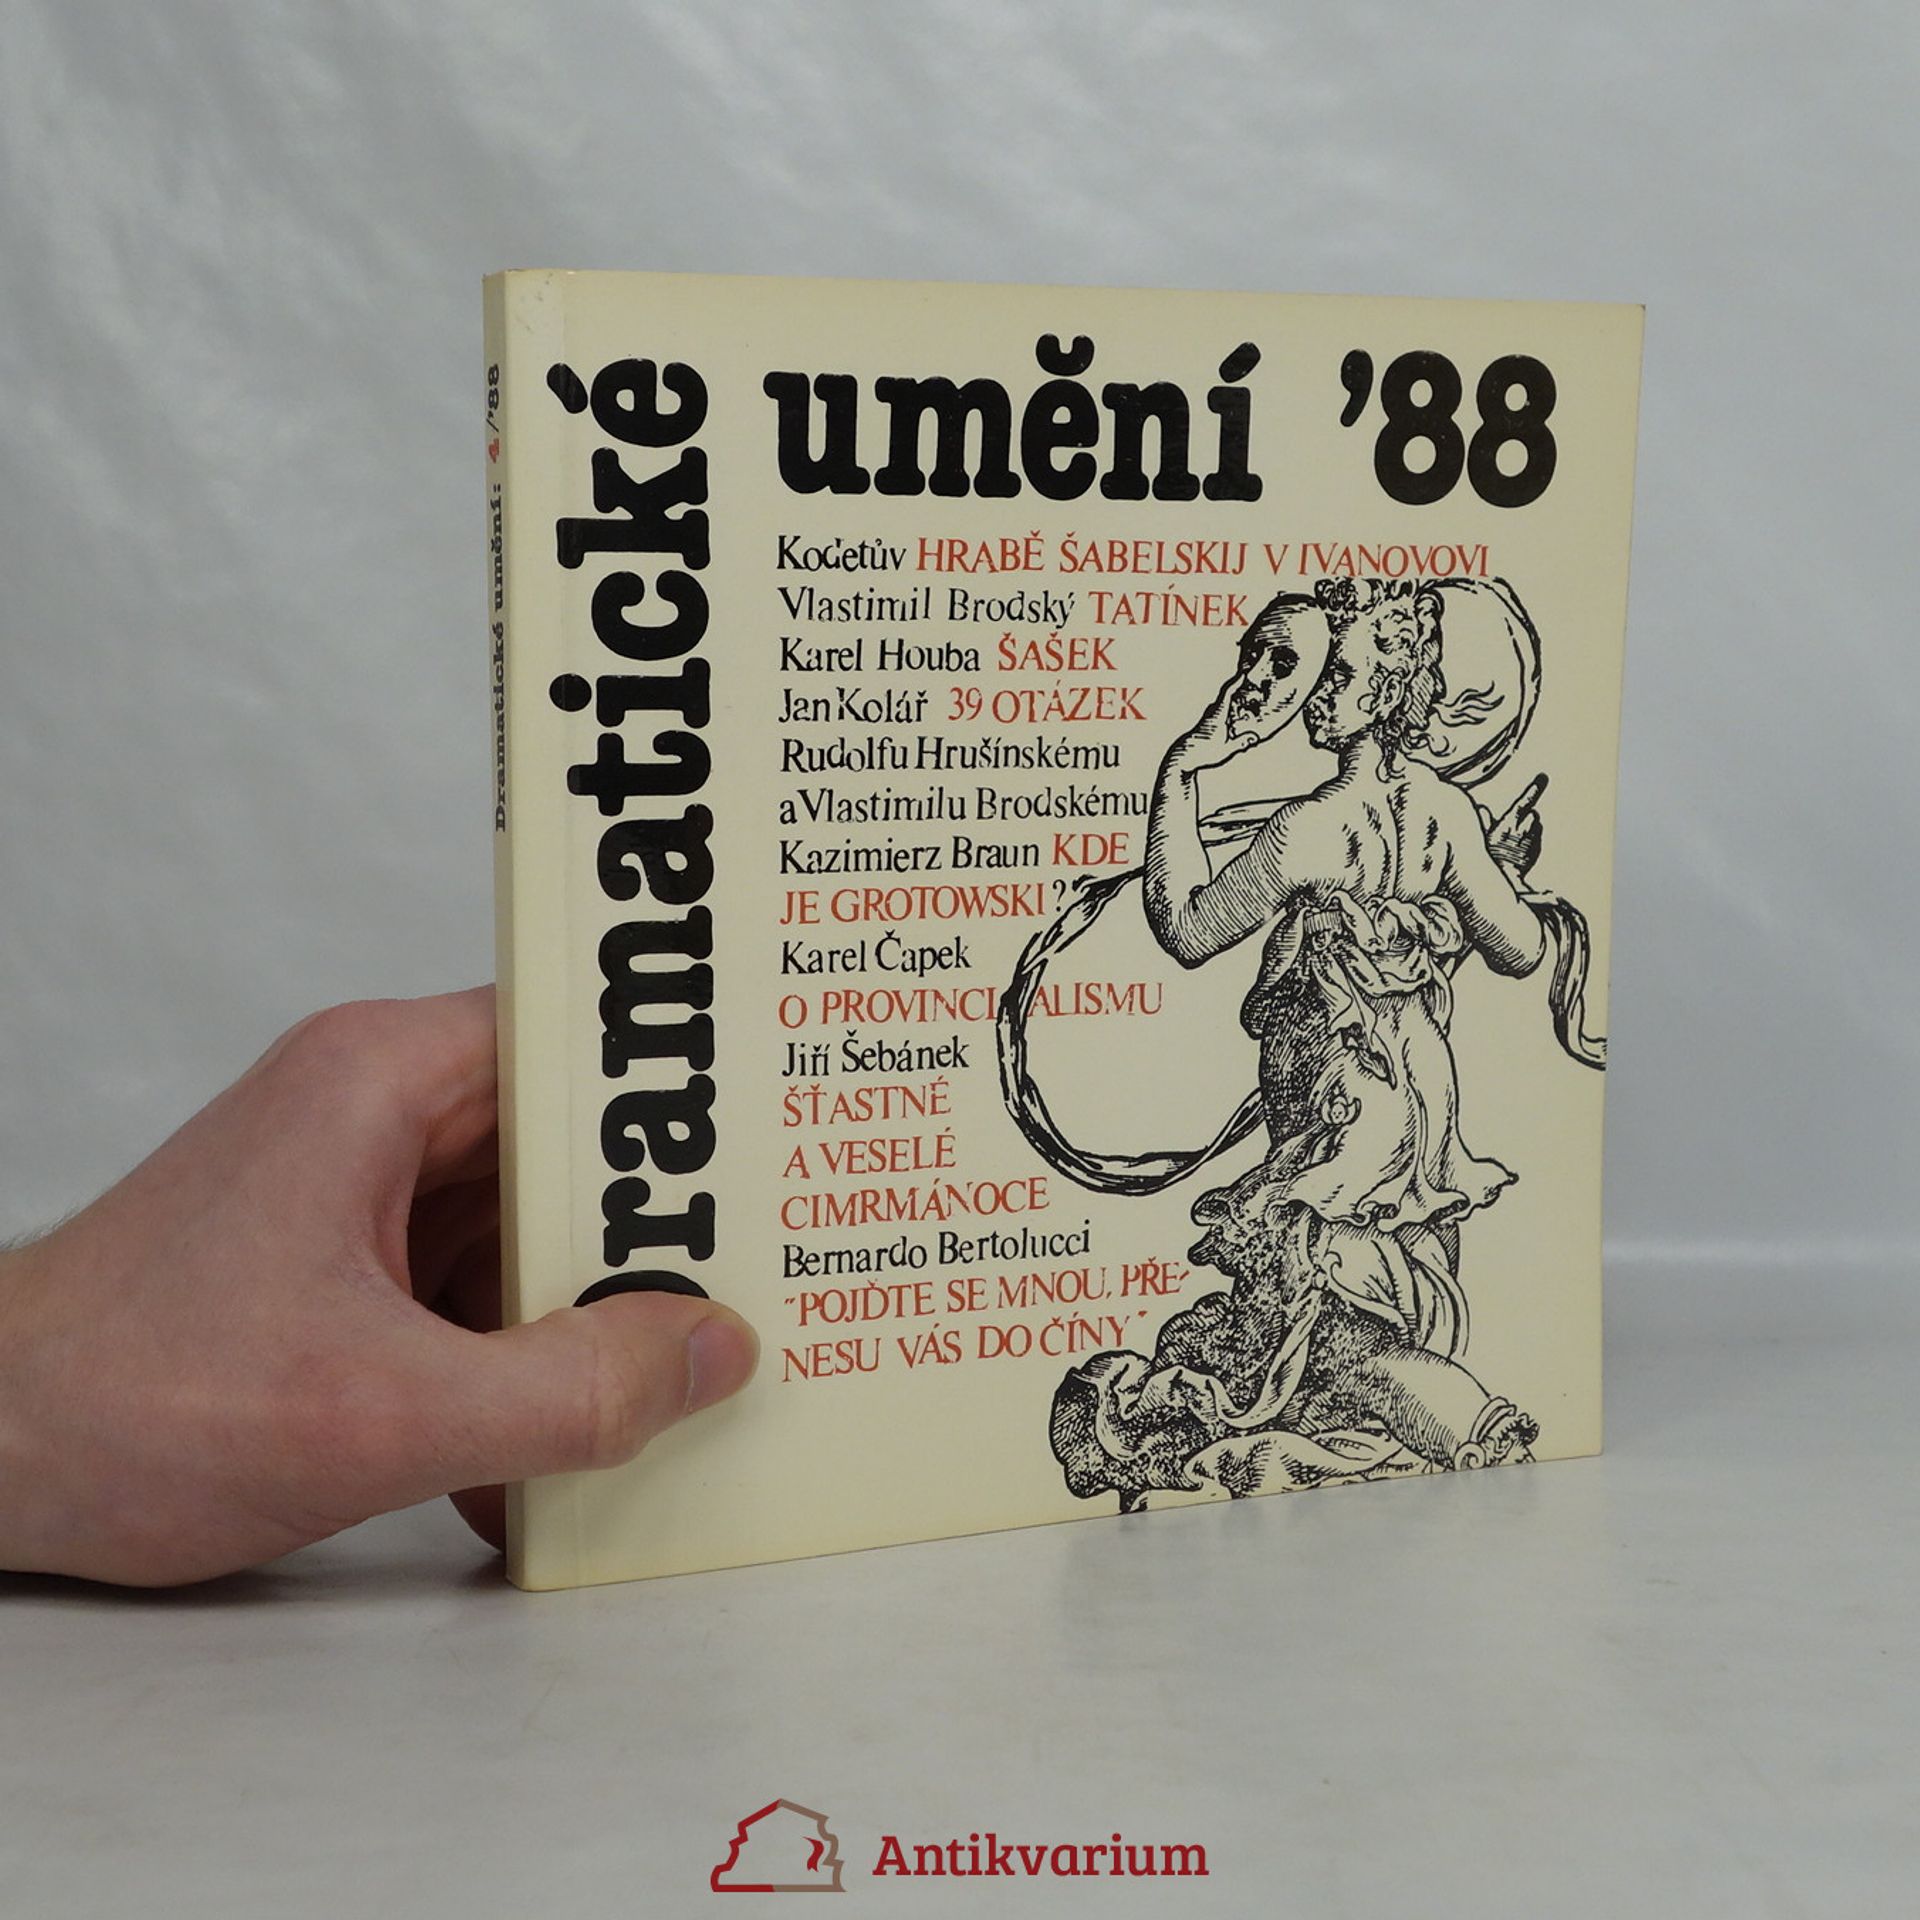 Dramatické umění: 4/'88
Dramatické
umění '88
Kodetův HRABĚ ŠABELSKIJ V IVANOVOVI
Vlastimil Brodský TATÍNEK
Karel Houba ŠAŠEK
Jan Kolář 39 OTÁZEK
Rudolfu Hrušínskému
a Vlastimilu Brodskému
Kazimierz Braun KDE
JE GROTOWSKI?
Karel Čapek
O PROVINCIALISMU
Jiří Šebánek
ŠŤASTNÉ
A VESELÉ
CIMRMÁNOCE
Bernardo Bertolucci
"POJĎTE SE MNOU, PŘE-
NESU VÁS DO ČÍNY"
Antikvarium